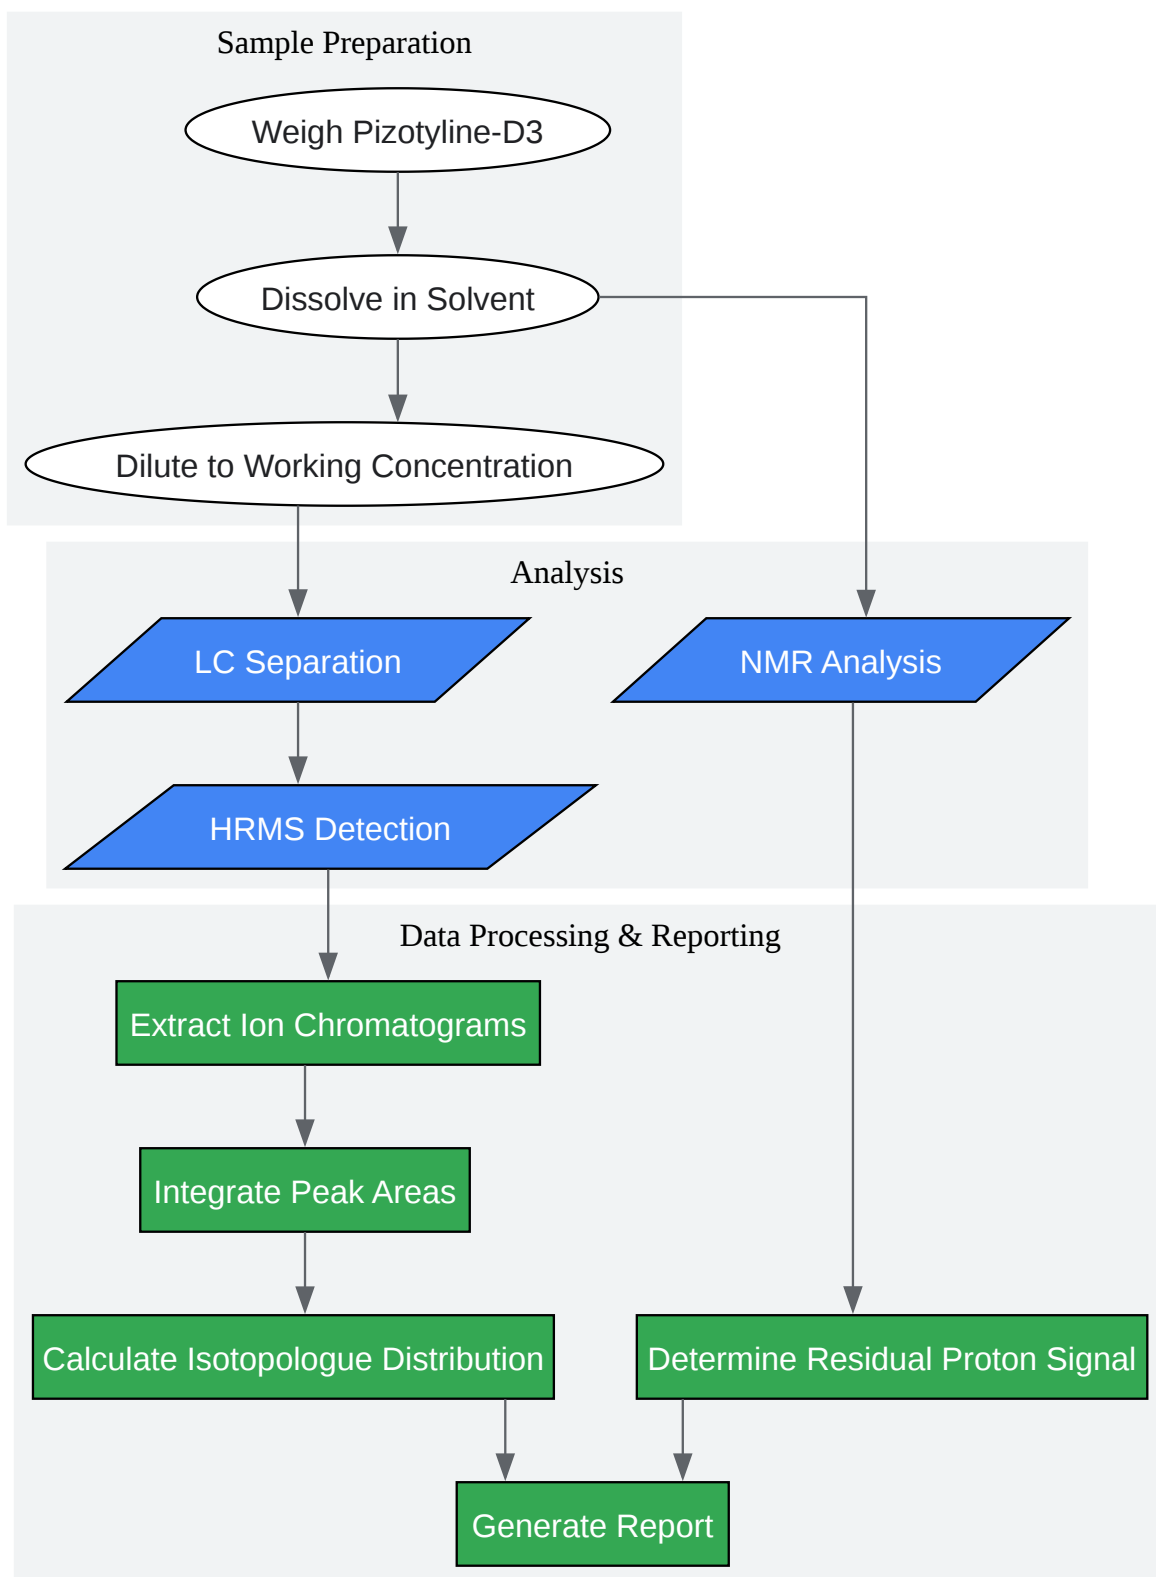 Sample Preparation
Weigh Pizotyline-D3
Dissolve in Solvent
Dilute to Working Concentration
Analysis
LC Separation
NMR Analysis
HRMS Detection
Data Processing & Reporting
Extract Ion Chromatograms
Integrate Peak Areas
Calculate Isotopologue Distribution
Determine Residual Proton Signal
Generate Report